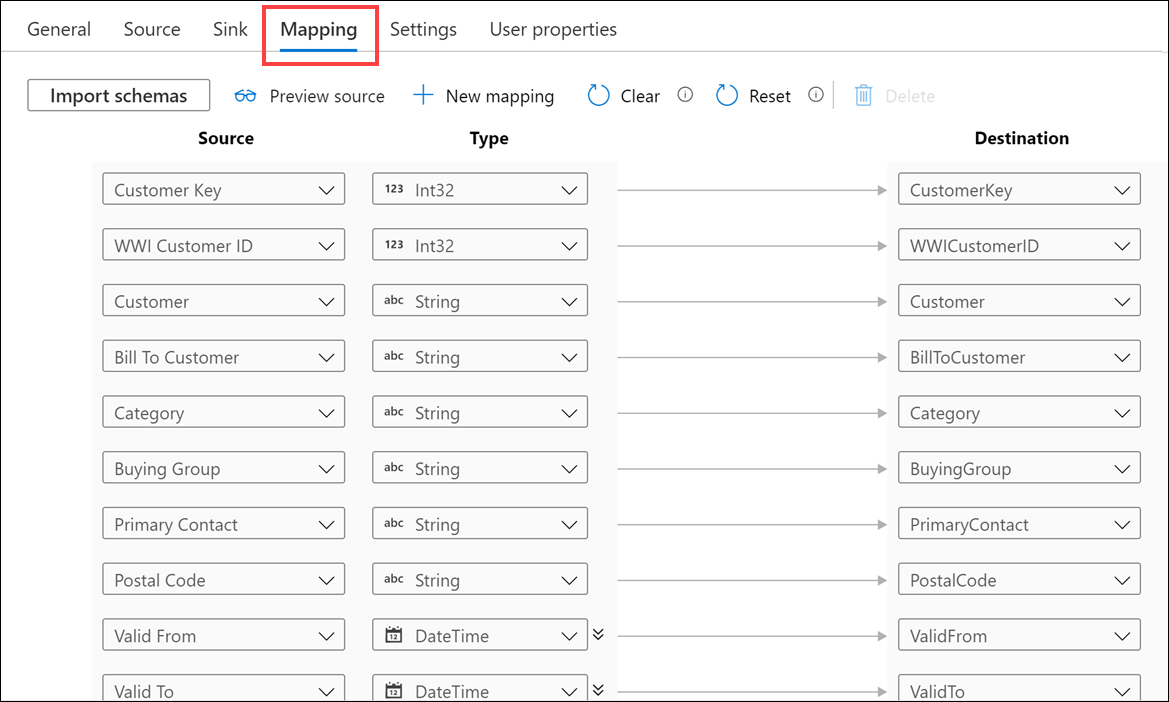 General Source Sink Mapping Settings User properties
Import schemas Preview source New mapping Clear Reset Delete
Source Type Destination
Customer Key 123 Int32 CustomerKey
WWI Customer ID 123 Int32 WWICustomerID
Customer abc String Customer
Bill To Customer abc String BillToCustomer
Category abc String Category
Buying Group abc String BuyingGroup
Primary Contact abc String PrimaryContact
Postal Code abc String PostalCode
Valid From 12 DateTime ValidFrom
Valid To 12 DateTime ValidTo